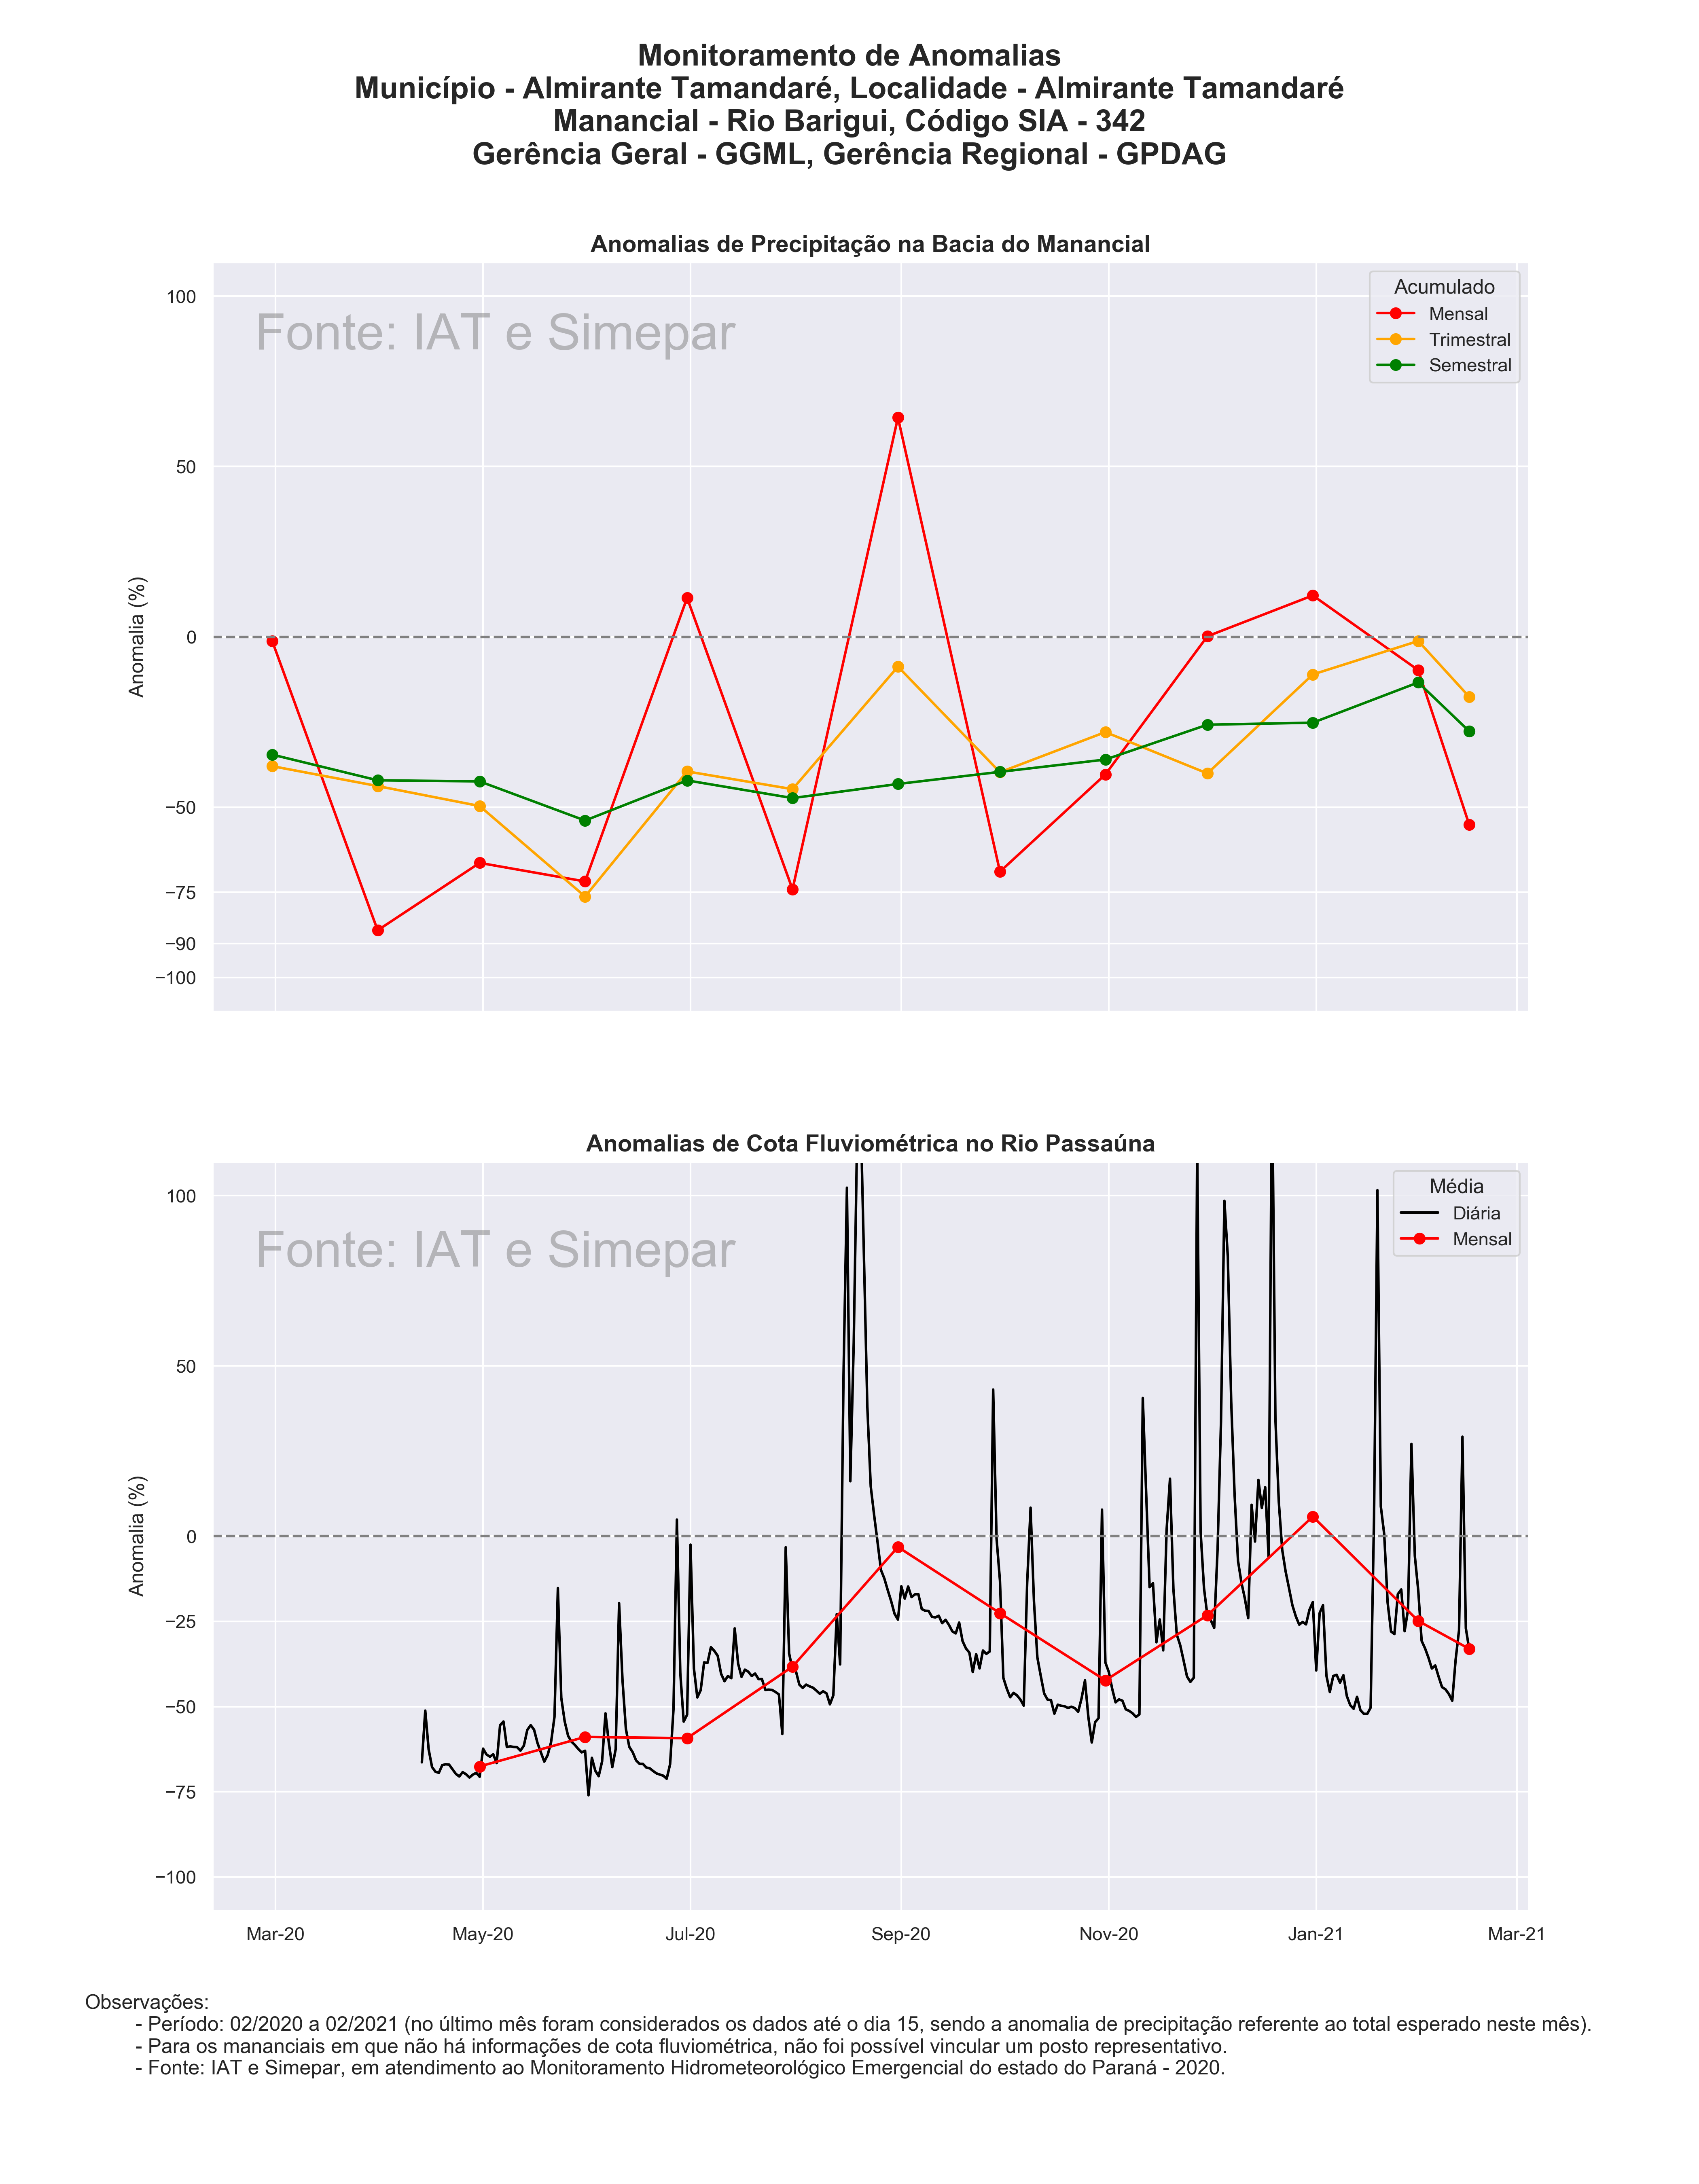 Monitoramento de Anomalias
Município - Almirante Tamandaré, Localidade - Almirante Tamandaré
Manancial - Rio Barigui, Código SIA - 342
Gerência Geral - GGML, Gerência Regional - GPDAG
Anomalias de Precipitação na Bacia do Manancial
Fonte: IAT e Simepar
Acumulado
Mensal
Trimestral
Semestral
Anomalia (%)
100
50
0
−50
−75
−90
−100
Anomalias de Cota Fluviométrica no Rio Passaúna
Fonte: IAT e Simepar
Média
Diária
Mensal
Anomalia (%)
100
50
0
−25
−50
−75
−100
Mar-20 May-20 Jul-20 Sep-20 Nov-20 Jan-21 Mar-21
Observações:
- Período: 02/2020 a 02/2021 (no último mês foram considerados os dados até o dia 15, sendo a anomalia de precipitação referente ao total esperado neste mês).
- Para os mananciais em que não há informações de cota fluviométrica, não foi possível vincular um posto representativo.
- Fonte: IAT e Simepar, em atendimento ao Monitoramento Hidrometeorológico Emergencial do estado do Paraná - 2020.